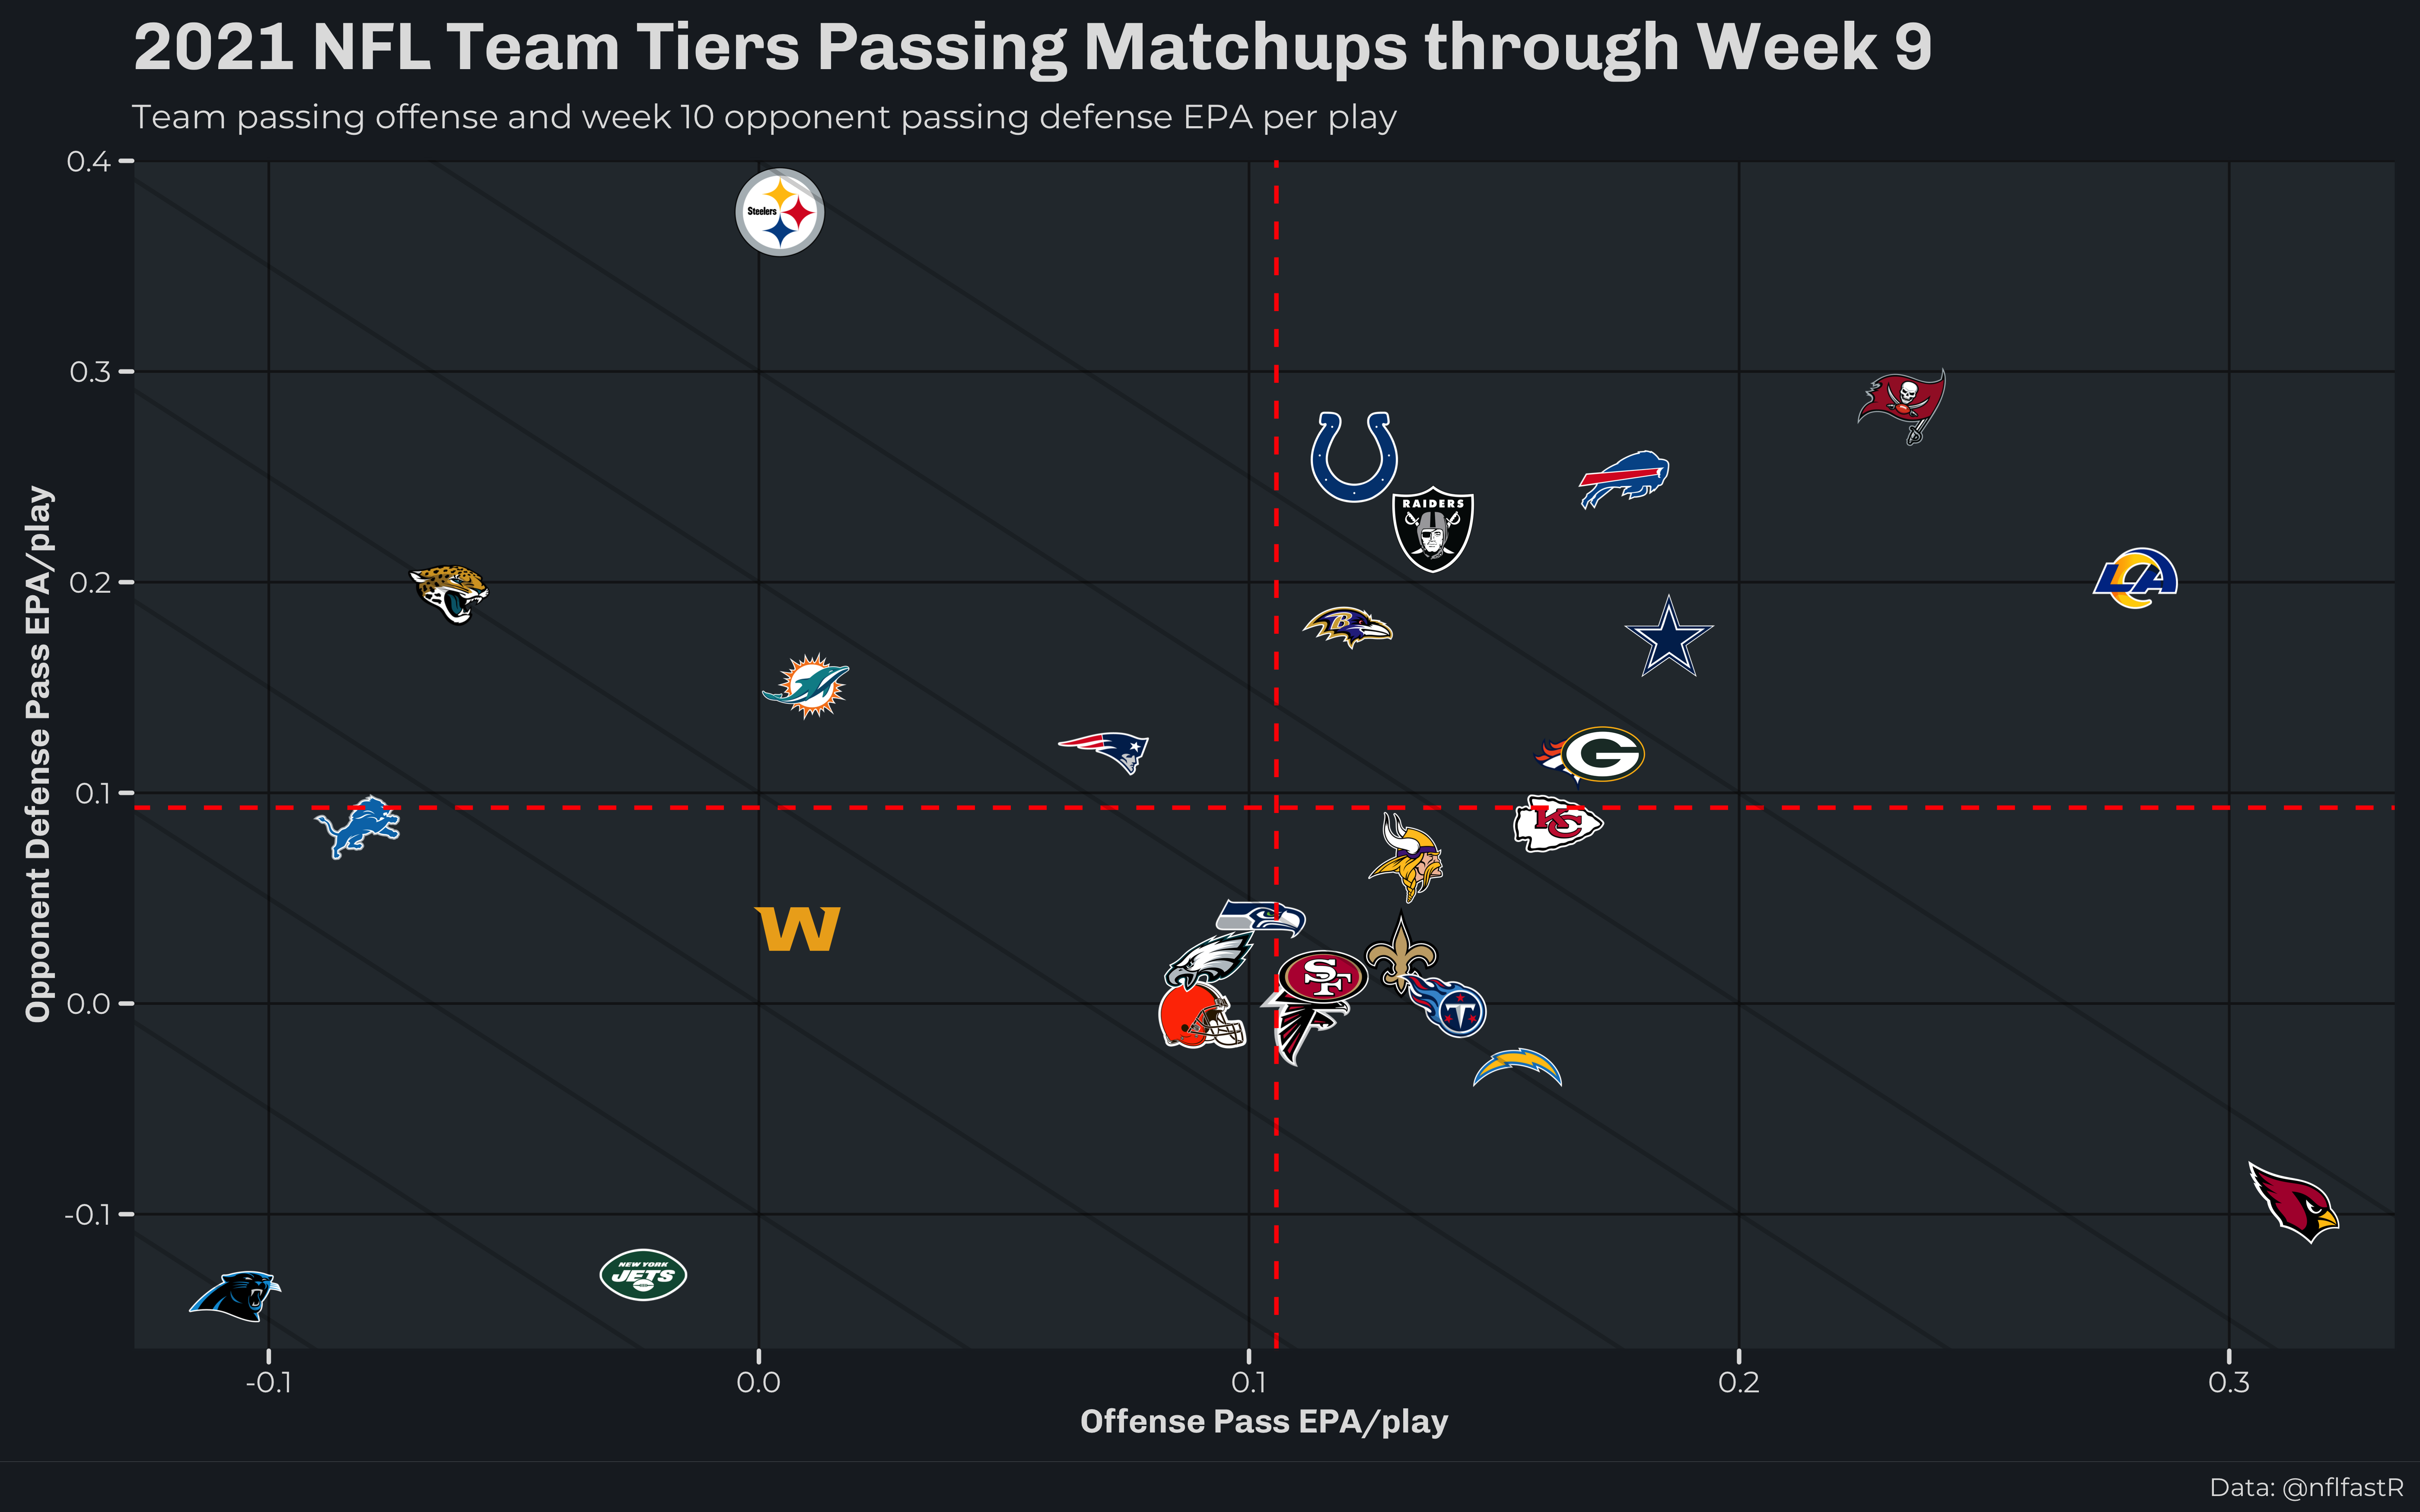 2021 NFL Team Tiers Passing Matchups through Week 9
Team passing offense and week 10 opponent passing defense EPA per play
Opponent Defense Pass EPA/play
0.4
0.3
0.2
0.1
0.0
-0.1
Steelers
RAIDERS
B
LA
G
KC
W
SF
T
NEW YORK
JETS
-0.1
0.0
0.1
0.2
0.3
Offense Pass EPA/play
Data: @nflfastR